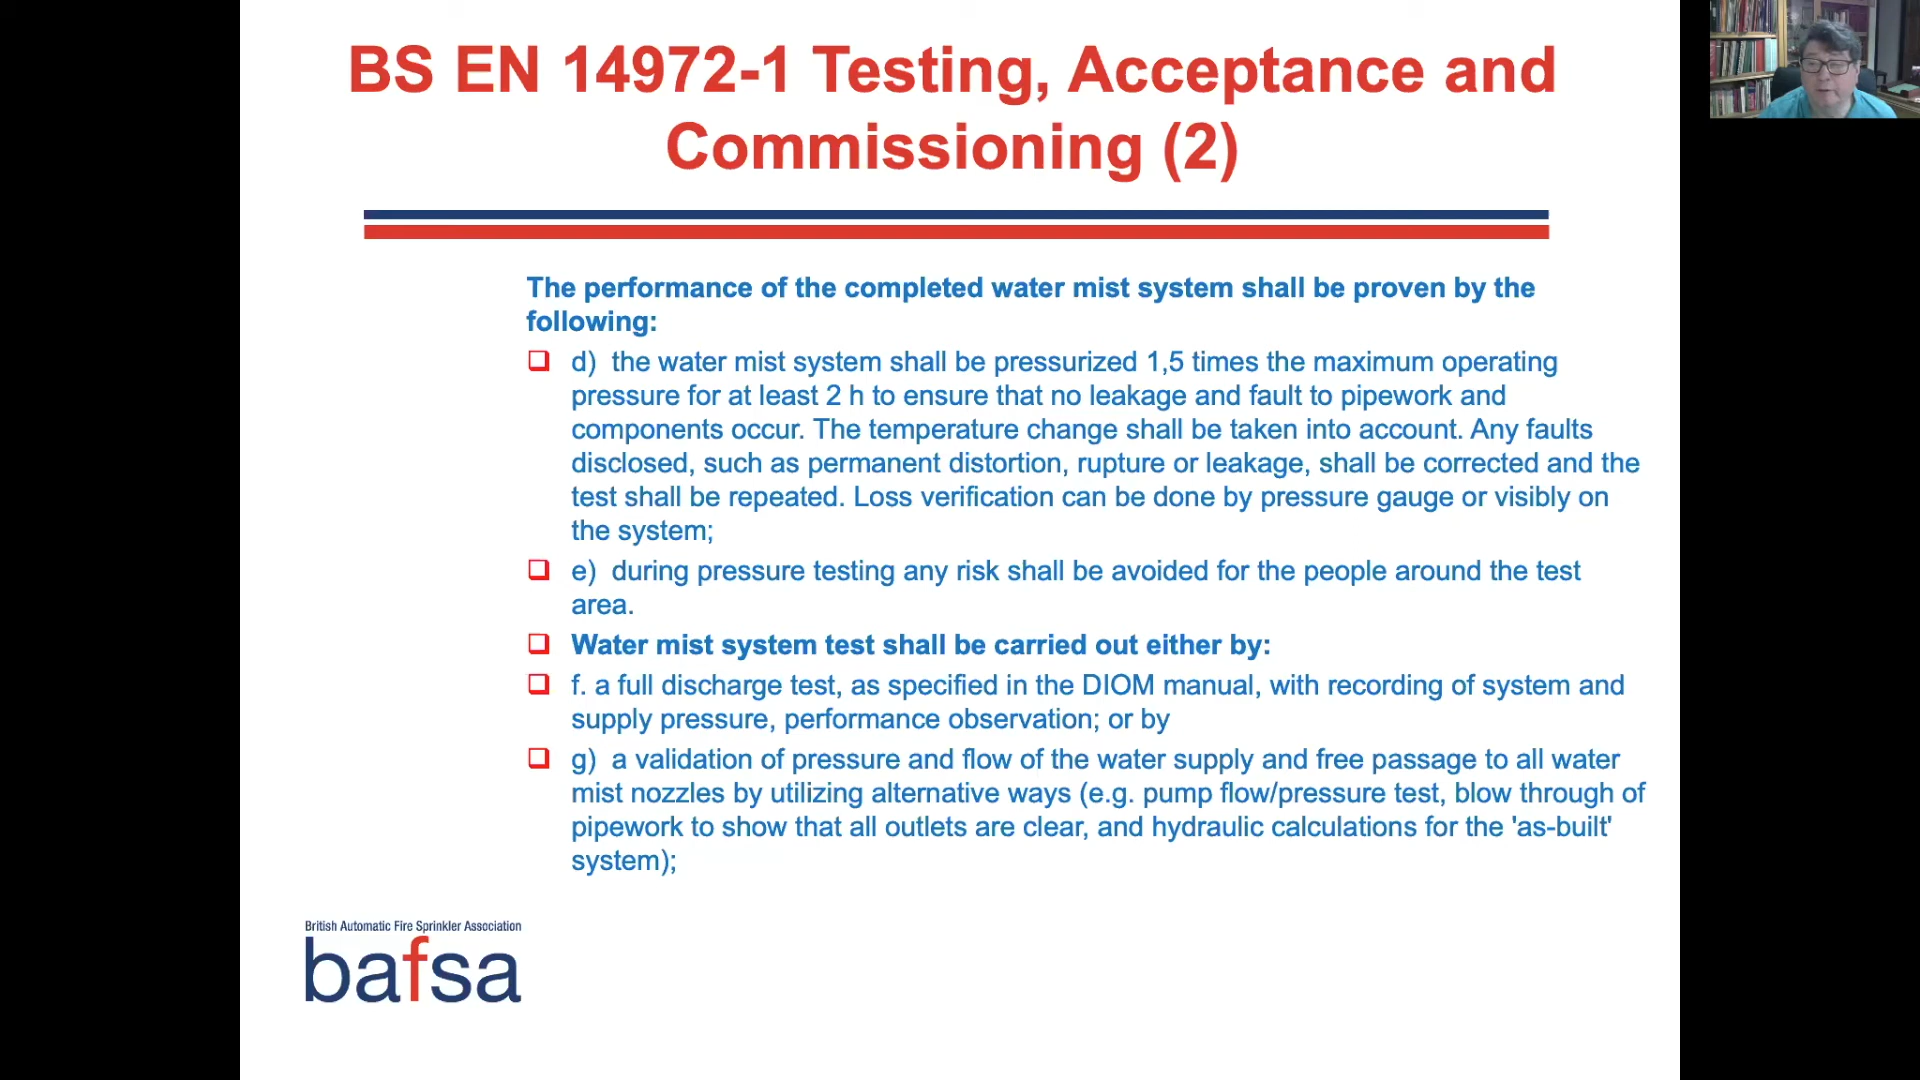 BS EN 14972-1 Testing, Acceptance and
Commissioning (2)
The performance of the completed water mist system shall be proven by the
following:
d) the water mist system shall be pressurized 1,5 times the maximum operating
pressure for at least 2 h to ensure that no leakage and fault to pipework and
components occur. The temperature change shall be taken into account. Any faults
disclosed, such as permanent distortion, rupture or leakage, shall be corrected and the
test shall be repeated. Loss verification can be done by pressure gauge or visibly on
the system;
e) during pressure testing any risk shall be avoided for the people around the test
area.
Water mist system test shall be carried out either by:
f. a full discharge test, as specified in the DIOM manual, with recording of system and
supply pressure, performance observation; or by
g) a validation of pressure and flow of the water supply and free passage to all water
mist nozzles by utilizing alternative ways (e.g. pump flow/pressure test, blow through of
pipework to show that all outlets are clear, and hydraulic calculations for the 'as-built'
system);
British Automatic Fire Sprinkler Association
bafsa